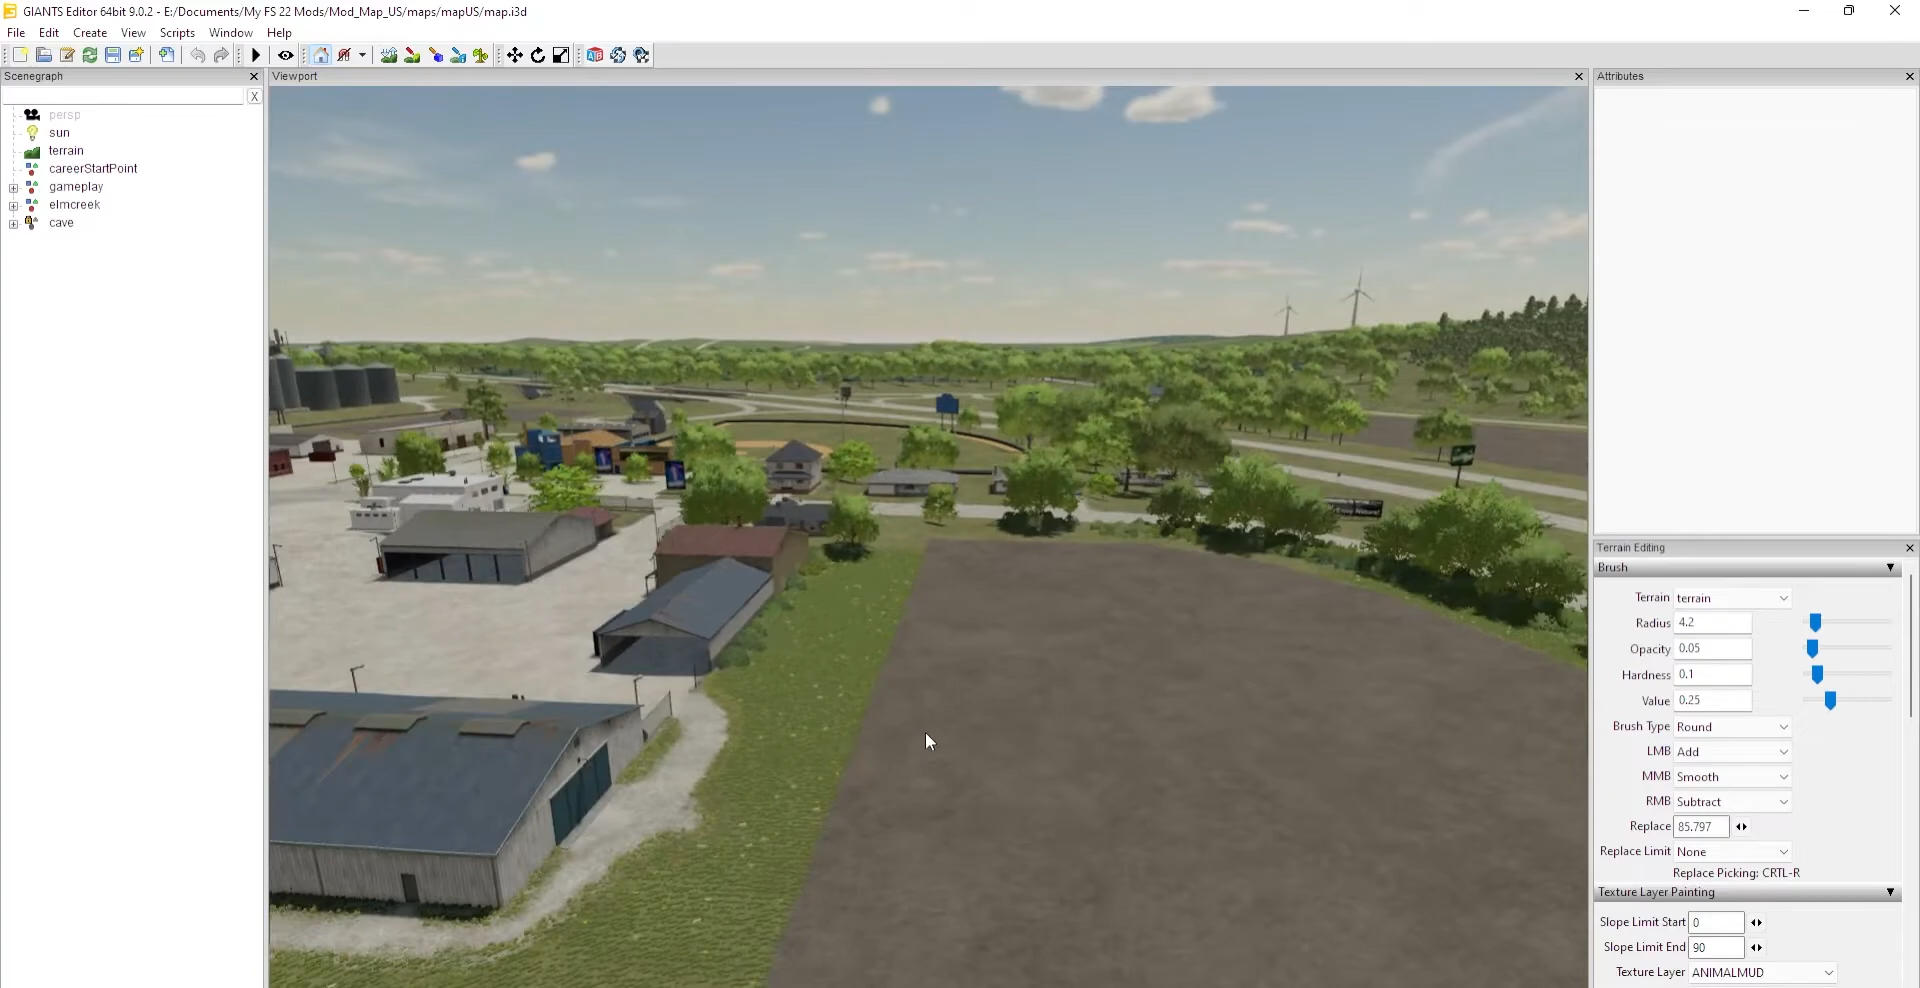 GIANTS Editor 64bit 9.0.2 - E:/Documents/My FS 22 Mods/Mod_Map_US/maps/mapUS/map.i3d
File Edit Create View Scripts Window Help
Scenegraph
X
persp
sun
terrain
careerStartPoint
gameplay
elmcreek
cave
Viewport
Attributes
Terrain Editing
Brush
Terrain terrain
Radius 4.2
Opacity 0.05
Hardness 0.1
Value 0.25
Brush Type Round
LMB Add
MMB Smooth
RMB Subtract
Replace 85.797
Replace Limit None
Replace Picking: CRTL-R
Texture Layer Painting
Slope Limit Start 0
Slope Limit End 90
Texture Layer ANIMALMUD